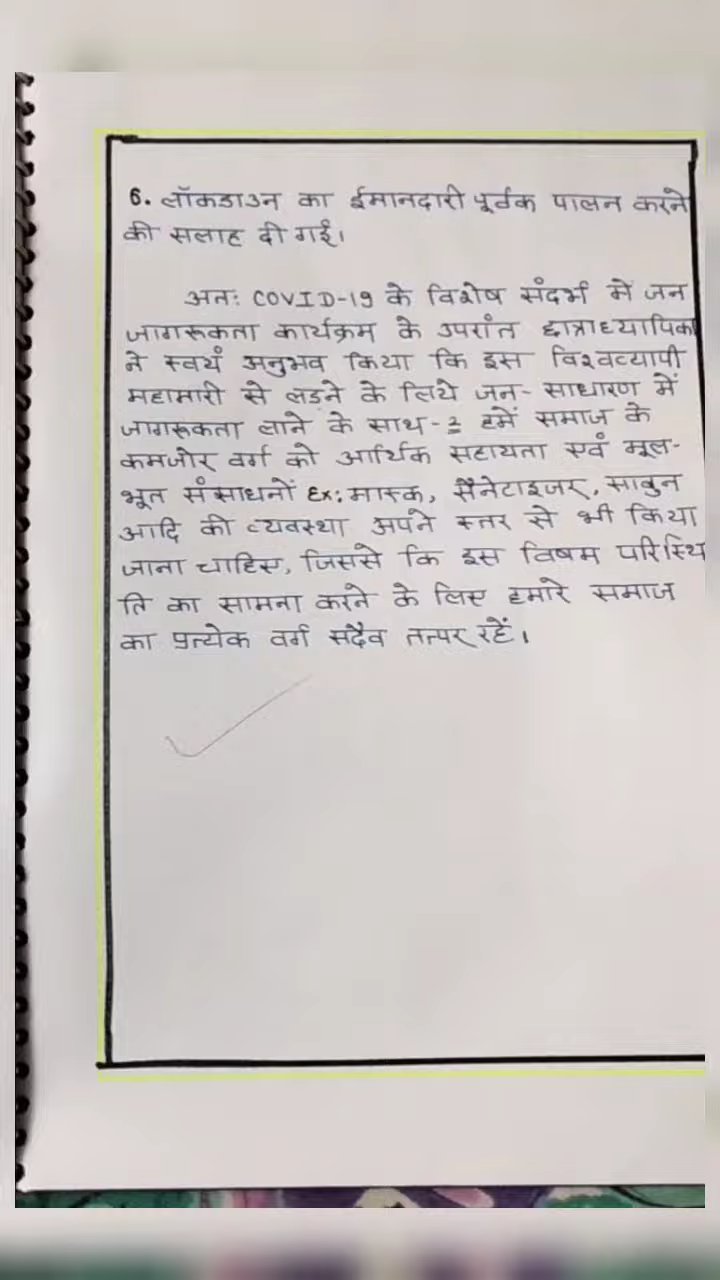 6. लॉकडाउन का ईमानदारी पूर्वक पालन करने
की सलाह दी गई।
अतः COVID-19 के विशेष संदर्भ में जन
जागरूकता कार्यक्रम के उपरांत छात्राध्यापिका
ने स्वयं अनुभव किया कि इस विश्वव्यापी
महामारी से लड़ने के लिये जन- साधारण में
जागरूकता लाने के साथ-2 हमें समाज के
कमजोर वर्ग को आर्थिक सहायता एवं मूल-
भूत संसाधनों Ex: मास्क, सैनेटाइजर, साबुन
आदि की व्यवस्था अपने स्तर से भी किया
जाना चाहिए, जिससे कि इस विषम परिस्थि
ति का सामना करने के लिए हमारे समाज
का प्रत्येक वर्ग सदैव तत्पर रहें।